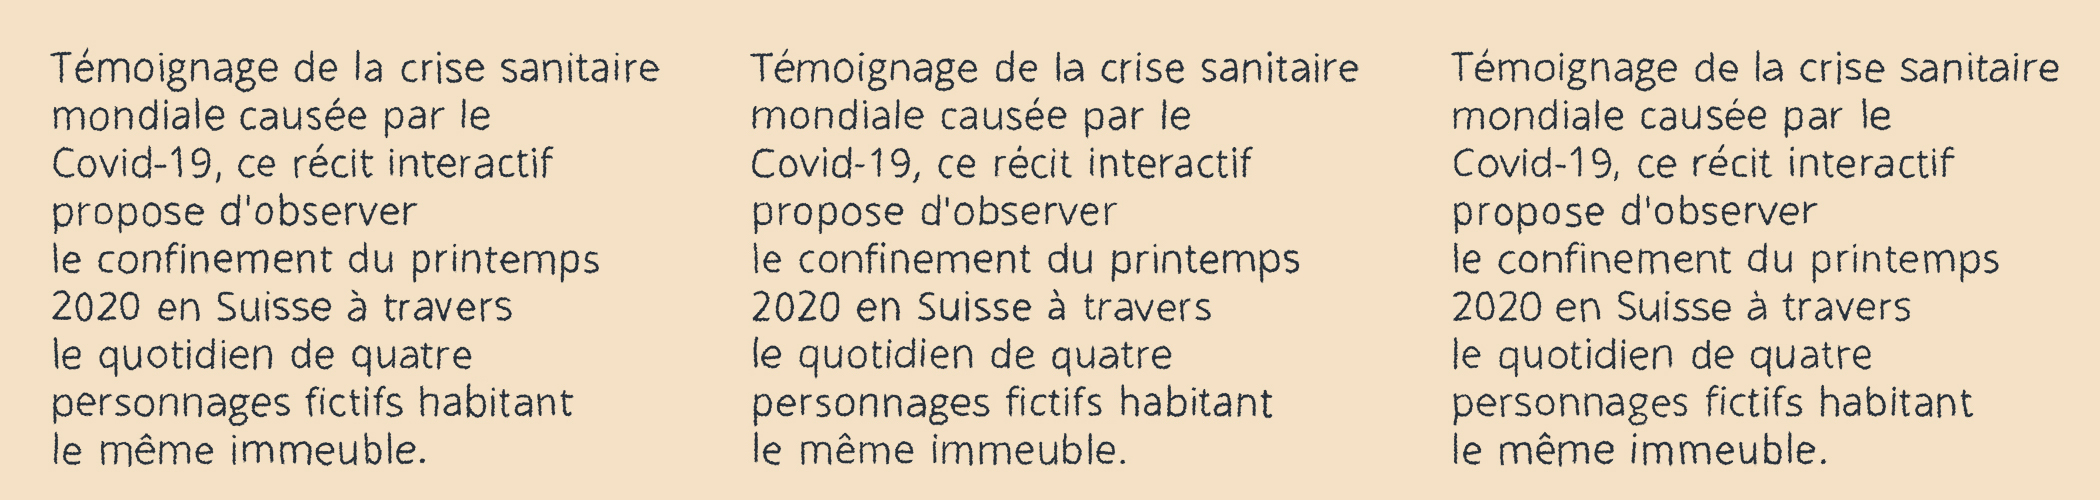 Témoignage de la crise sanitaire
mondiale causée par le
Covid-19, ce récit interactif
propose d'observer
le confinement du printemps
2020 en Suisse à travers
le quotidien de quatre
personnages fictifs habitant
le même immeuble.
Témoignage de la crise sanitaire
mondiale causée par le
Covid-19, ce récit interactif
propose d'observer
le confinement du printemps
2020 en Suisse à travers
le quotidien de quatre
personnages fictifs habitant
le même immeuble.
Témoignage de la crise sanitaire
mondiale causée par le
Covid-19, ce récit interactif
propose d'observer
le confinement du printemps
2020 en Suisse à travers
le quotidien de quatre
personnages fictifs habitant
le même immeuble.